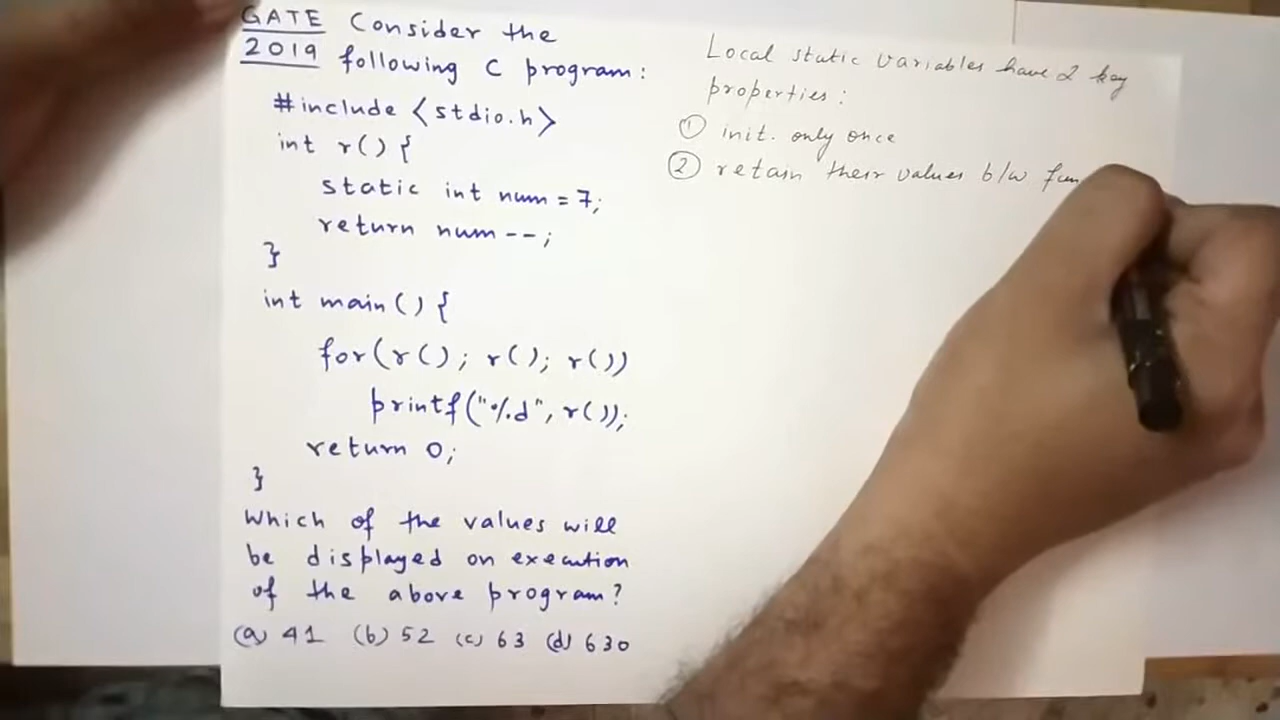 GATE Consider the
2019 following C program:
#include <stdio.h>
int r() {
static int num = 7;
return num --;
}
int main() {
for(r(); r(); r())
printf("%d", r());
return 0;
}
Which of the values will
be displayed on execution
of the above program?
(a) 41 (b) 52 (c) 63 (d) 630
Local static variables have 2 key
properties:
① init. only once
② retain their values b/w fun